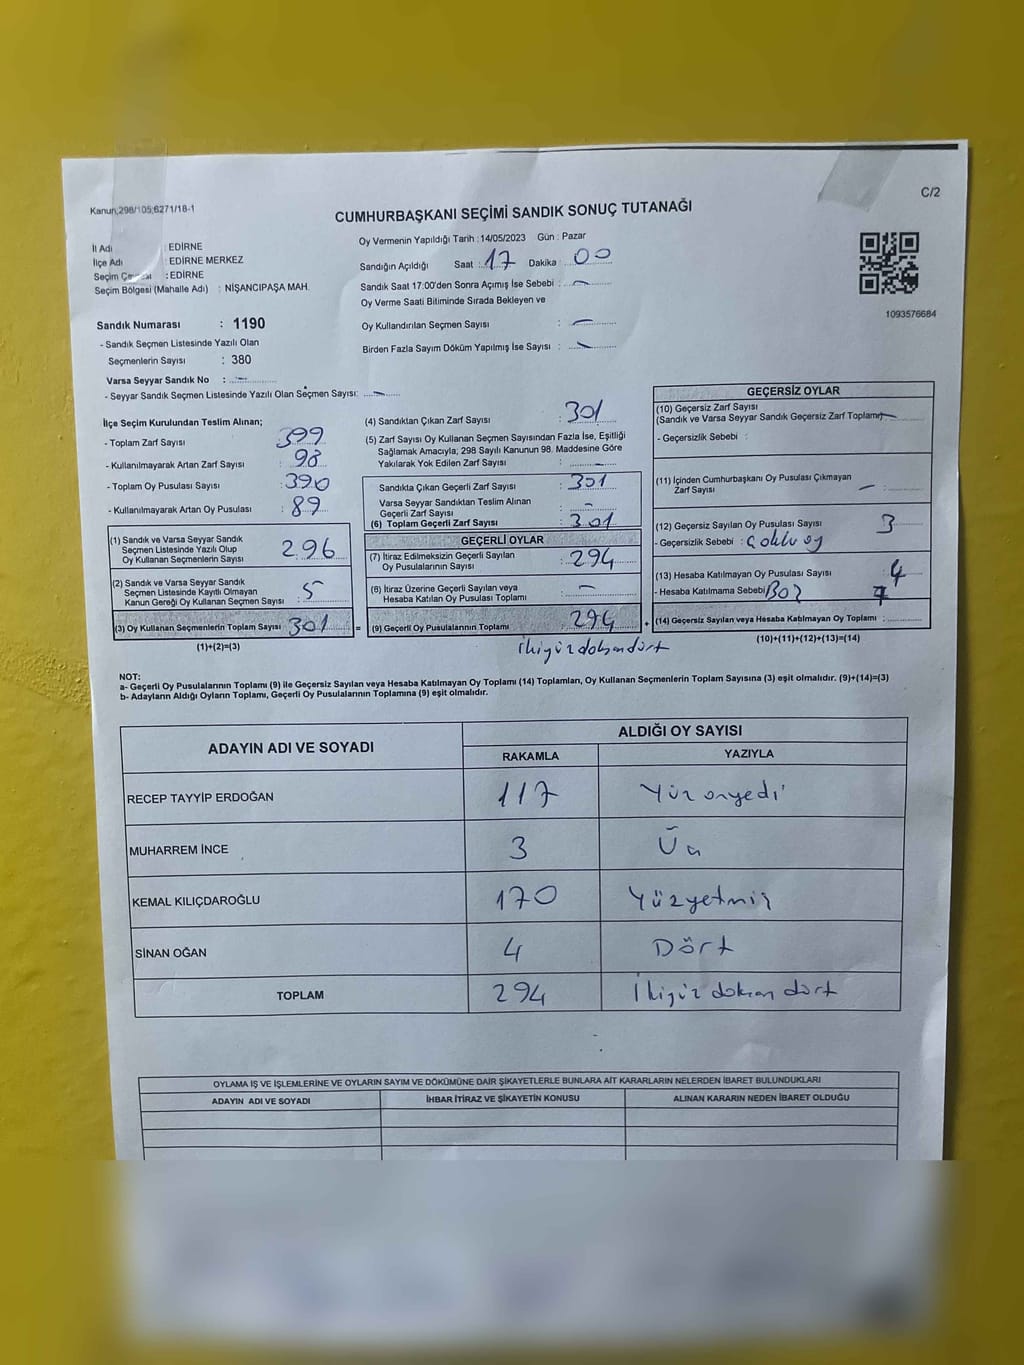 Kanun;298/105;6271/18-1
C/2
CUMHURBAŞKANI SEÇİMİ SANDIK SONUÇ TUTANAĞI
İl Adı : EDİRNE
İlçe Adı : EDİRNE MERKEZ
Seçim : EDİRNE
Seçim Bölgesi (Mahalle Adı) : NİŞANCIPAŞA MAH.
Sandık Numarası : 1190
- Sandık Seçmen Listesinde Yazılı Olan
Seçmenlerin Sayısı : 380
Varsa Seyyar Sandık No : -
- Seyyar Sandık Seçmen Listesinde Yazılı Olan Seçmen Sayısı: -
Oy Vermenin Yapıldığı Tarih : 14/05/2023 Gün : Pazar
Sandığın Açıldığı Saat : 17 Dakika : 00
Sandık Saat 17:00'den Sonra Açımış İse Sebebi : -
Oy Verme Saati Bitiminde Sırada Bekleyen ve
Oy Kullandırılan Seçmen Sayısı : -
Birden Fazla Sayım Döküm Yapılmış İse Sayısı : -
1093576684
İlçe Seçim Kurulundan Teslim Alınan;
- Toplam Zarf Sayısı : 399
- Kullanılmayarak Artan Zarf Sayısı : 98
- Toplam Oy Pusulası Sayısı : 390
- Kullanılmayarak Artan Oy Pusulası : 89
(1) Sandık ve Varsa Seyyar Sandık
Seçmen Listesinde Yazılı Olup
Oy Kullanan Seçmenlerin Sayısı : 296
(2) Sandık ve Varsa Seyyar Sandık
Seçmen Listesinde Kayıtlı Olmayan
Kanun Gereği Oy Kullanan Seçmen Sayısı : 5
(3) Oy Kullanan Seçmenlerin Toplam Sayısı : 301 =
(1)+(2)=(3)
(4) Sandıktan Çıkan Zarf Sayısı : 301
(5) Zarf Sayısı Oy Kullanan Seçmen Sayısından Fazla İse, Eşitliği
Sağlamak Amacıyla; 298 Sayılı Kanunun 98. Maddesine Göre
Yakılarak Yok Edilen Zarf Sayısı : -
Sandıkta Çıkan Geçerli Zarf Sayısı : 301
Varsa Seyyar Sandıktan Teslim Alınan
Geçerli Zarf Sayısı : -
(6) Toplam Geçerli Zarf Sayısı : 301
GEÇERLİ OYLAR
(7) İtiraz Edilmeksizin Geçerli Sayılan
Oy Pusulalarının Sayısı : 294
(8) İtiraz Üzerine Geçerli Sayılan veya
Hesaba Katılan Oy Pusulası Toplamı : -
(9) Geçerli Oy Pusulalarının Toplamı : 294 +
ikiyüzdoksandört
GEÇERSİZ OYLAR
(10) Geçersiz Zarf Sayısı
(Sandık ve Varsa Seyyar Sandık Geçersiz Zarf Toplamı) -
- Geçersizlik Sebebi :
(11) İçinden Cumhurbaşkanı Oy Pusulası Çıkmayan
Zarf Sayısı : -
(12) Geçersiz Sayılan Oy Pusulası Sayısı : 3
- Geçersizlik Sebebi : çoklu oy
(13) Hesaba Katılmayan Oy Pusulası Sayısı : 4
- Hesaba Katılmama Sebebi : Boş
(14) Geçersiz Sayılan veya Hesaba Katılmayan Oy Toplamı : 7
(10)+(11)+(12)+(13)=(14)
NOT:
a- Geçerli Oy Pusulalarının Toplamı (9) ile Geçersiz Sayılan veya Hesaba Katılmayan Oy Toplamı (14) Toplamları, Oy Kullanan Seçmenlerin Toplam Sayısına (3) eşit olmalıdır. (9)+(14)=(3)
b- Adayların Aldığı Oyların Toplamı, Geçerli Oy Pusulalarının Toplamına (9) eşit olmalıdır.
ADAYIN ADI VE SOYADI
ALDIĞI OY SAYISI
RAKAMLA YAZIYLA
RECEP TAYYİP ERDOĞAN 117 Yüzonyedi
MUHARREM İNCE 3 Üç
KEMAL KILIÇDAROĞLU 170 Yüzyetmiş
SİNAN OĞAN 4 Dört
TOPLAM 294 İkiyüz doksan dört
OYLAMA İŞ VE İŞLEMLERİNE VE OYLARIN SAYIM VE DÖKÜMÜNE DAİR ŞİKAYETLERLE BUNLARA AİT KARARLARIN NELERDEN İBARET BULUNDUKLARI
ADAYIN ADI VE SOYADI İHBAR İTİRAZ VE ŞİKAYETİN KONUSU ALINAN KARARIN NEDEN İBARET OLDUĞU